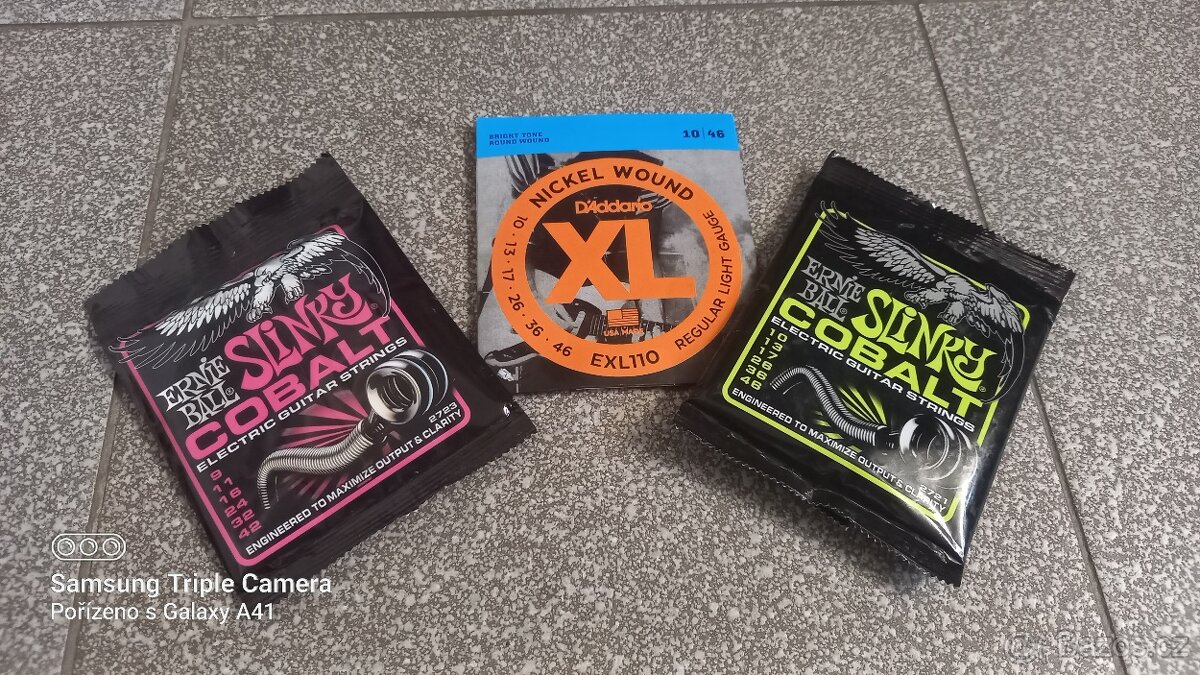 ERNIE
BALL
SLINKY
COBALT
ELECTRIC GUITAR STRINGS
9
11
16
24
32
42
2723
ENGINEERED TO MAXIMIZE OUTPUT & CLARITY
BRIGHT TONE
ROUND WOUND
10 | 46
NICKEL WOUND
D'Addario
XL
USA MADE
10 · 13 · 17 · 26 · 36 · 46
EXL110
REGULAR LIGHT GAUGE
ERNIE
BALL
SLINKY
COBALT
ELECTRIC GUITAR STRINGS
10
13
17
26
36
46
2721
ENGINEERED TO MAXIMIZE OUTPUT & CLARITY
Samsung Triple Camera
Pořízeno s Galaxy A41
Bazos.cz